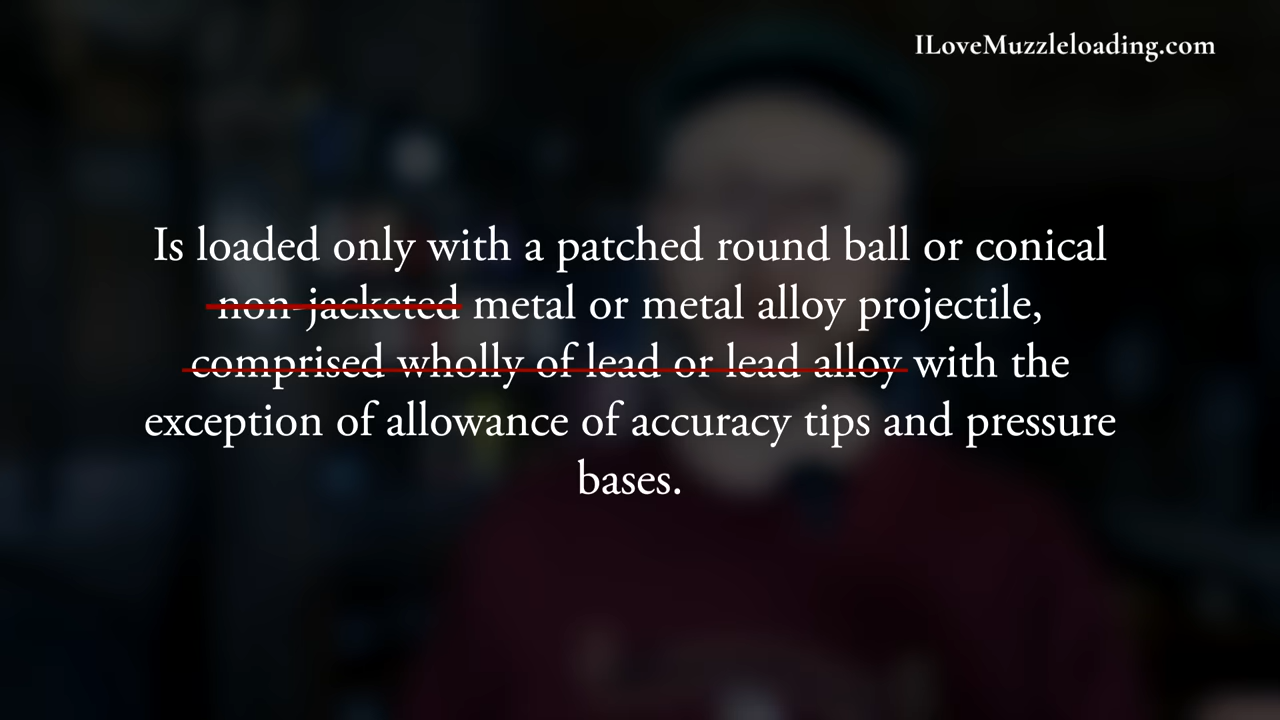 ILoveMuzzleloading.com
Is loaded only with a patched round ball or conical
non-jacketed metal or metal alloy projectile,
comprised wholly of lead or lead alloy with the
exception of allowance of accuracy tips and pressure
bases.